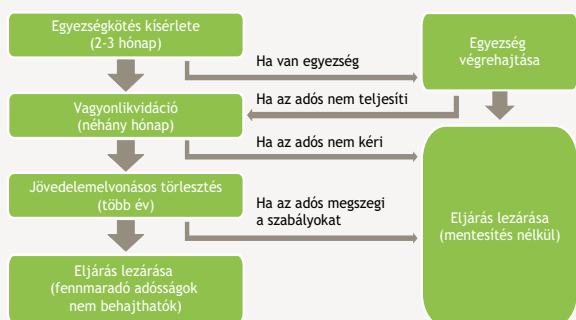 Egyezségkötés kísérlete
(2-3 hónap)
Ha van egyezség
Egyezség
végrehajtása
Ha az adós nem teljesíti
Vagyonlikvidáció
(néhány hónap)
Ha az adós nem kéri
Jövedelemelvonásos törlesztés
(több év)
Ha az adós megszegi
a szabályokat
Eljárás lezárása
(mentesítés nélkül)
Eljárás lezárása
(fennmaradó adósságok
nem behajthatók)